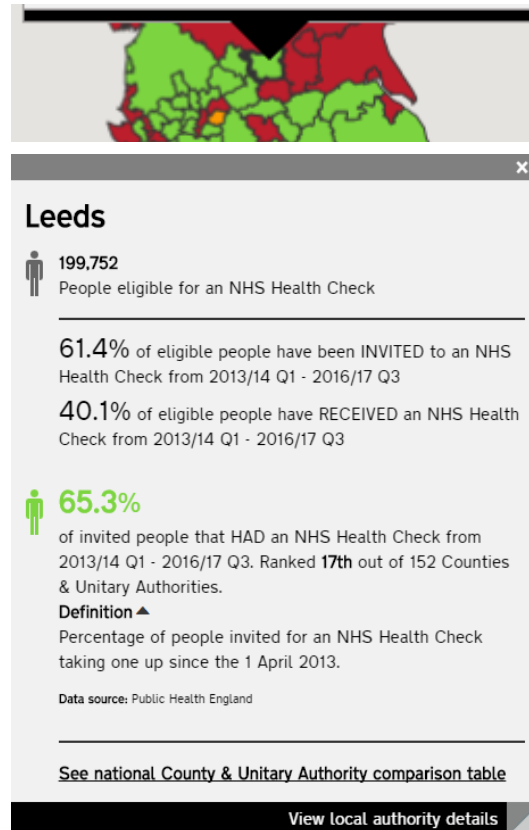 ×
Leeds
199,752
People eligible for an NHS Health Check
61.4% of eligible people have been INVITED to an NHS
Health Check from 2013/14 Q1 - 2016/17 Q3
40.1% of eligible people have RECEIVED an NHS Health
Check from 2013/14 Q1 - 2016/17 Q3
65.3%
of invited people that HAD an NHS Health Check from
2013/14 Q1 - 2016/17 Q3. Ranked 17th out of 152 Counties
& Unitary Authorities.
Definition
Percentage of people invited for an NHS Health Check
taking one up since the 1 April 2013.
Data source: Public Health England
See national County & Unitary Authority comparison table
View local authority details